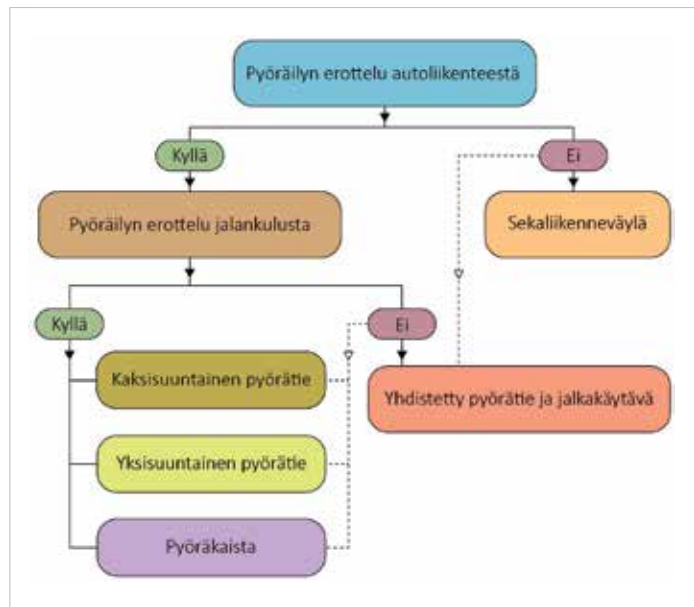 Pyöräilyn erottelu autoliikenteestä
Kyllä
Ei
Pyöräilyn erottelu jalankulusta
Sekaliikenneväylä
Kyllä
Ei
Kaksisuuntainen pyörätie
Yhdistetty pyörätie ja jalkakäytävä
Yksisuuntainen pyörätie
Pyöräkaista